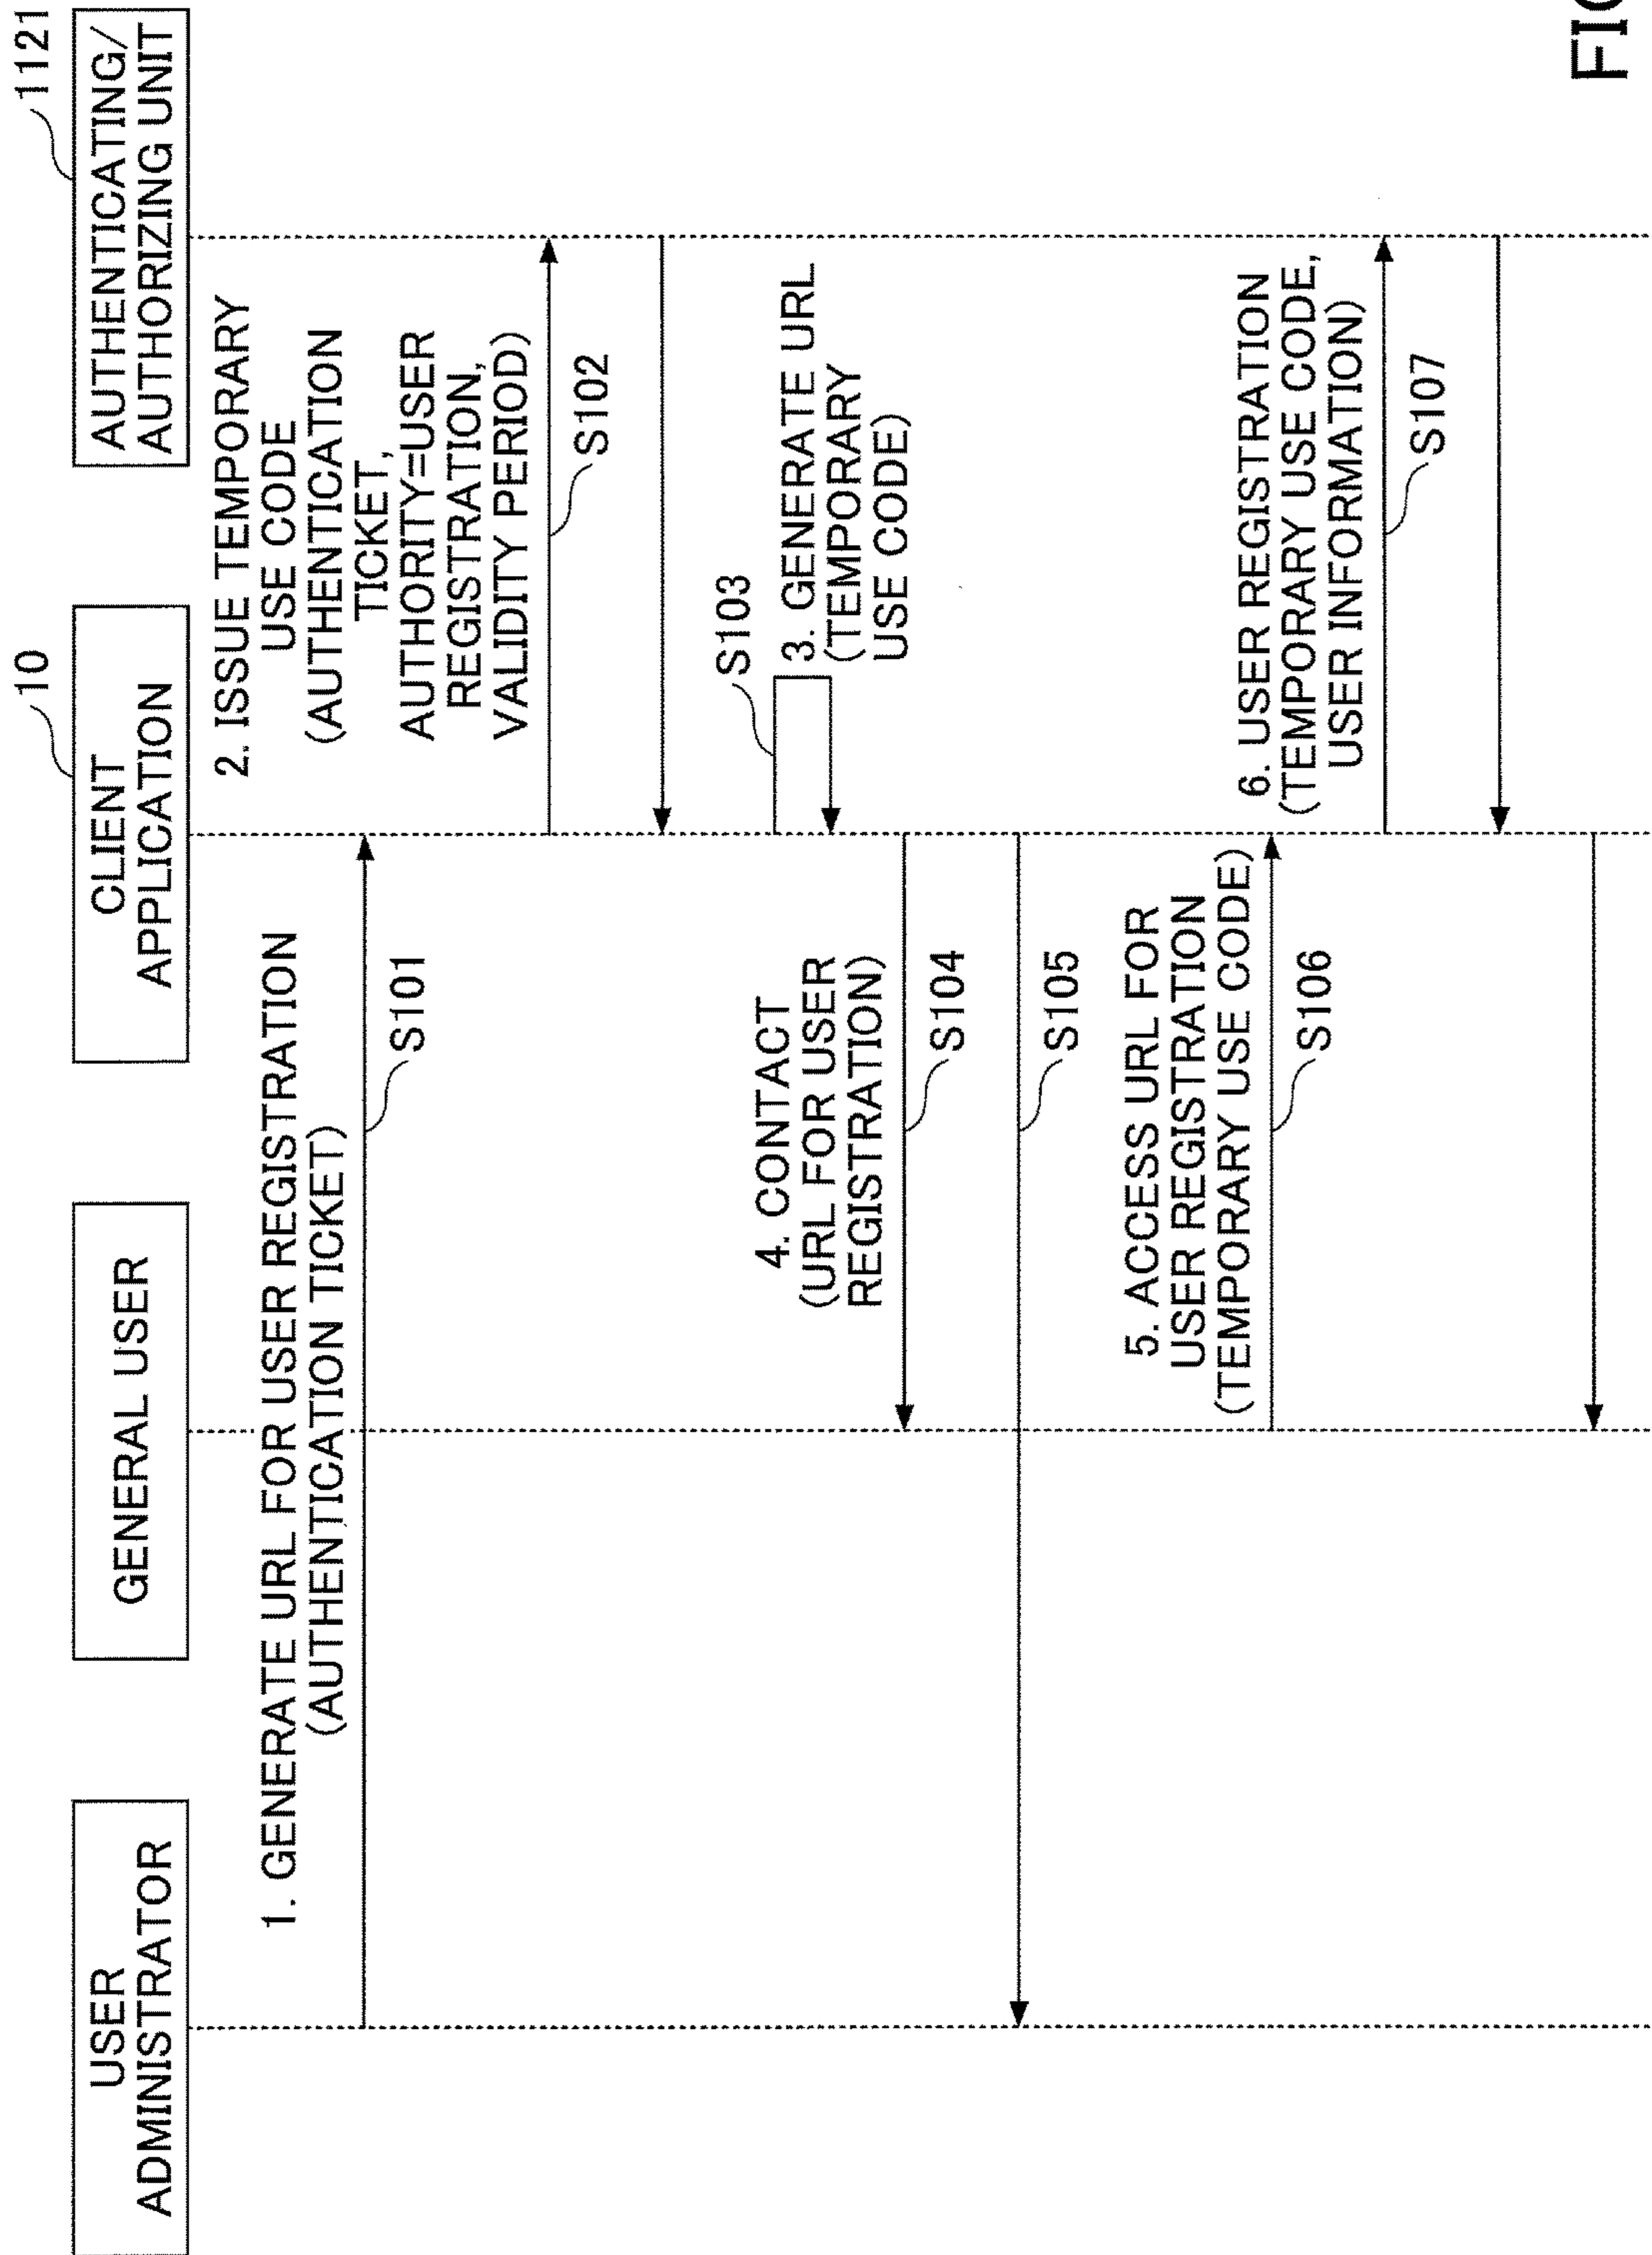 USER
ADMINISTRATOR
GENERAL USER
10
CLIENT
APPLICATION
1121
AUTHENTICATING/
AUTHORIZING UNIT
1. GENERATE URL FOR USER REGISTRATION
(AUTHENTICATION TICKET)
S101
2. ISSUE TEMPORARY
USE CODE
(AUTHENTICATION
TICKET,
AUTHORITY=USER
REGISTRATION,
VALIDITY PERIOD)
S102
S103
3. GENERATE URL
(TEMPORARY
USE CODE)
4. CONTACT
(URL FOR USER
REGISTRATION)
S104
S105
5. ACCESS URL FOR
USER REGISTRATION
(TEMPORARY USE CODE)
S106
6. USER REGISTRATION
(TEMPORARY USE CODE,
USER INFORMATION)
S107